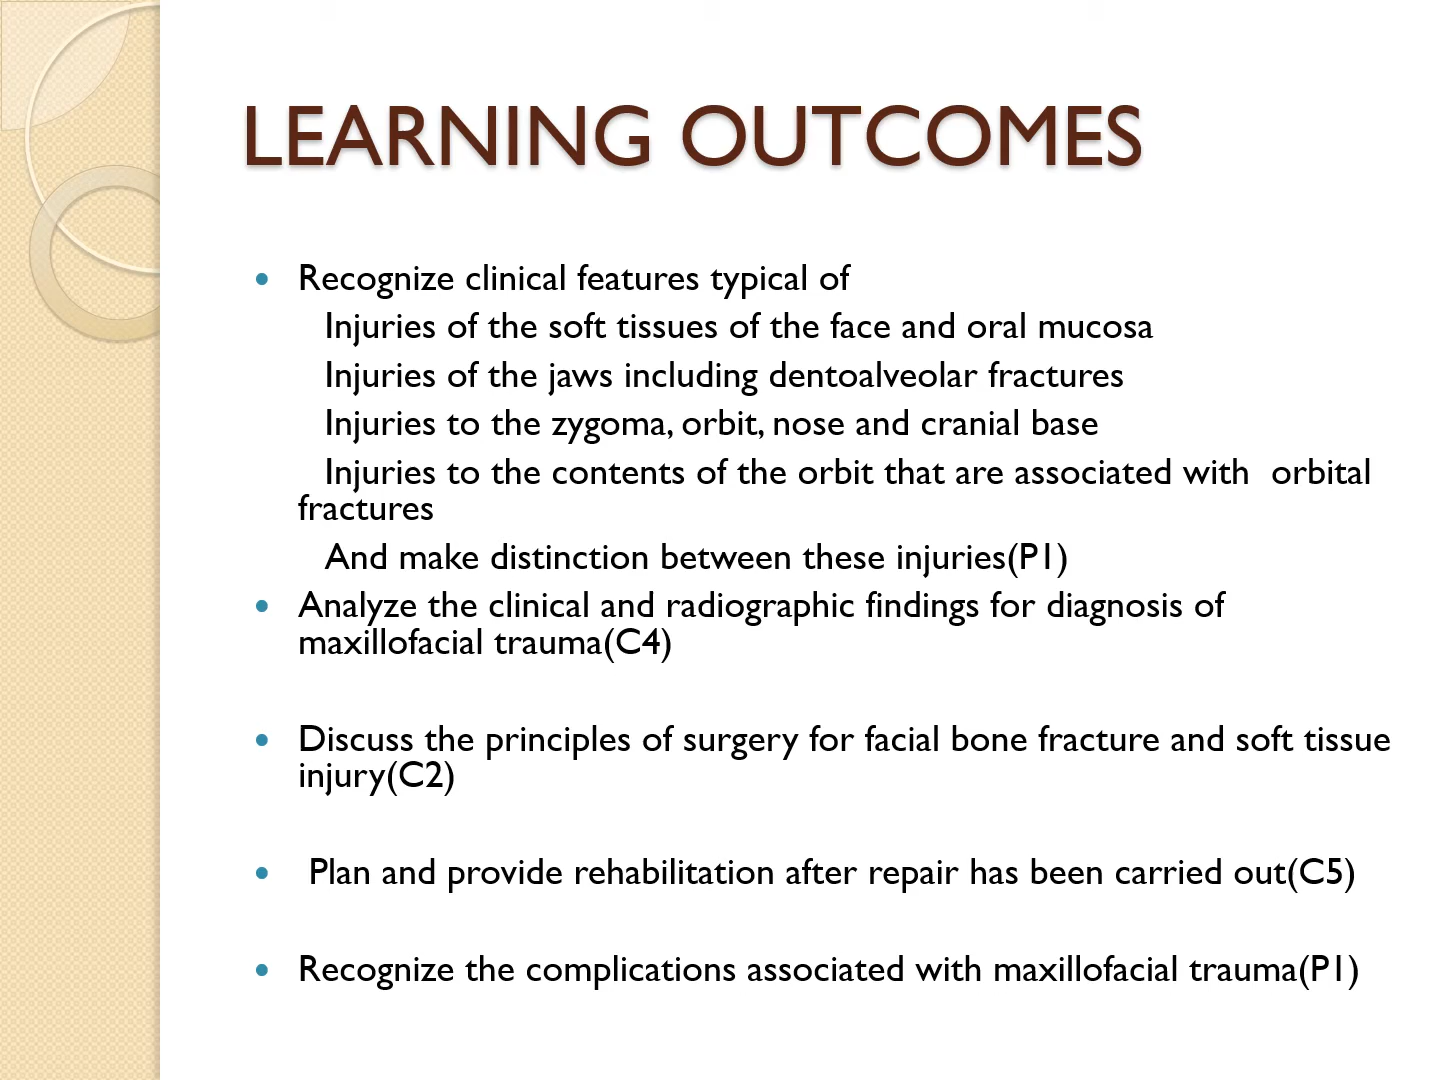 LEARNING OUTCOMES
• Recognize clinical features typical of
Injuries of the soft tissues of the face and oral mucosa
Injuries of the jaws including dentoalveolar fractures
Injuries to the zygoma, orbit, nose and cranial base
Injuries to the contents of the orbit that are associated with  orbital
fractures
And make distinction between these injuries(P1)
• Analyze the clinical and radiographic findings for diagnosis of
maxillofacial trauma(C4)
• Discuss the principles of surgery for facial bone fracture and soft tissue
injury(C2)
• Plan and provide rehabilitation after repair has been carried out(C5)
• Recognize the complications associated with maxillofacial trauma(P1)